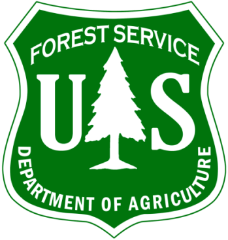 FOREST SERVICE
U S
DEPARTMENT OF AGRICULTURE